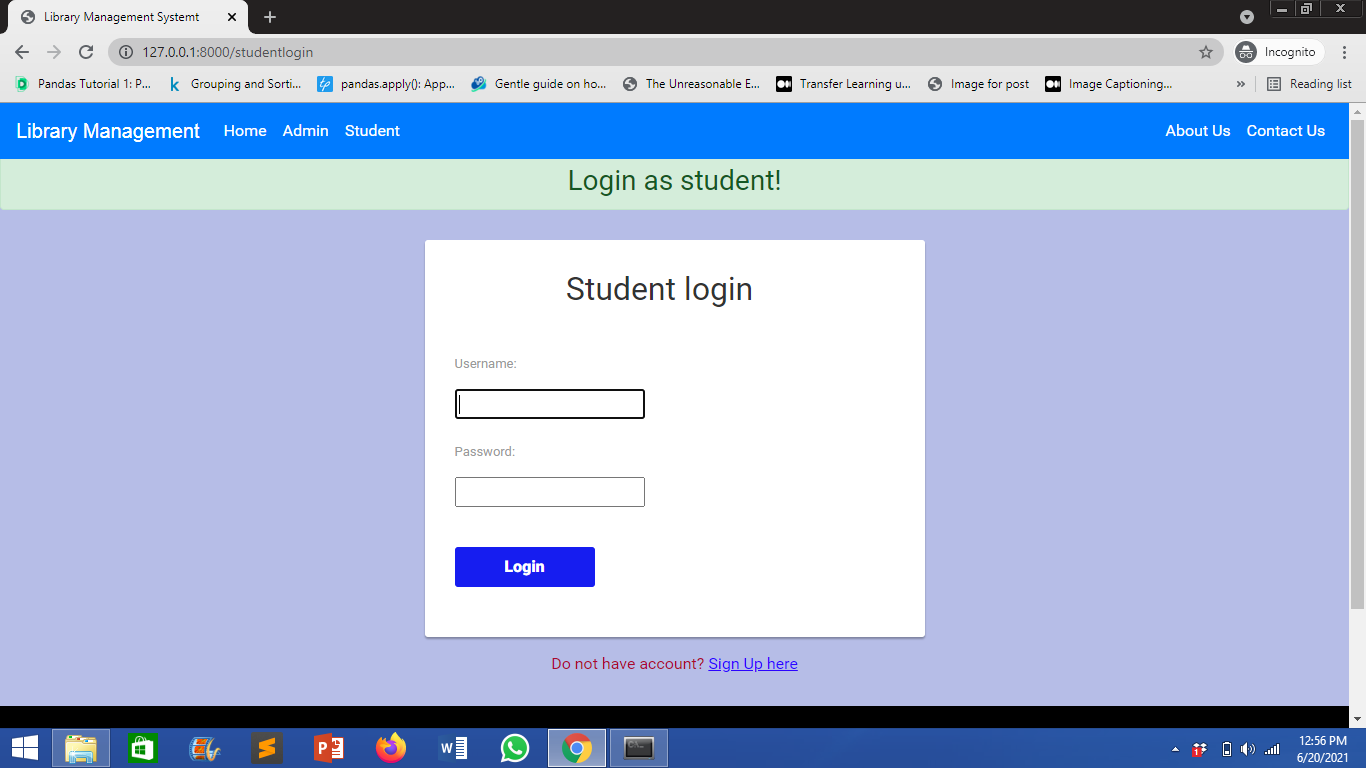 Library Management Systemt
127.0.0.1:8000/studentlogin
Incognito
Pandas Tutorial 1: P... Grouping and Sorti... pandas.apply(): App... Gentle guide on ho... The Unreasonable E... Transfer Learning u... Image for post Image Captioning... » Reading list
Library Management Home Admin Student About Us Contact Us
Login as student!
Student login
Username:
Password:
Login
Do not have account? Sign Up here
12:56 PM
6/20/2021